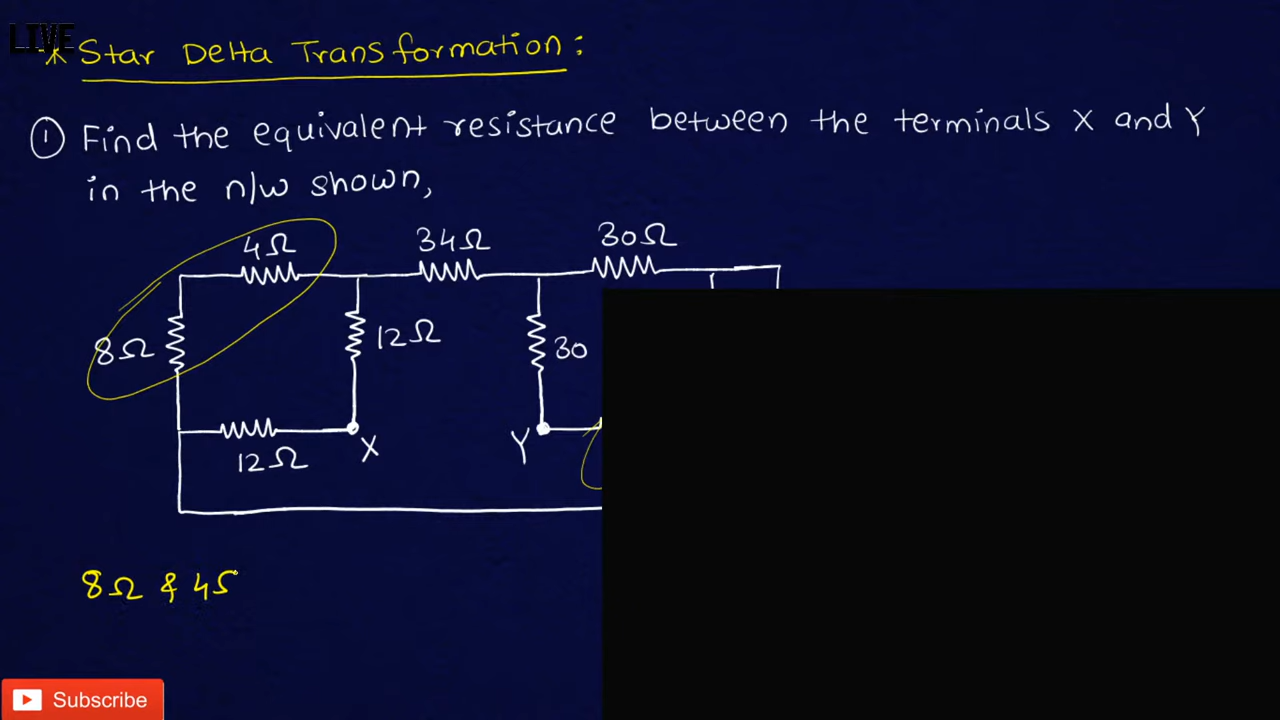 LIVE
* Star Delta Transformation:
① Find the equivalent resistance between the terminals X and Y
in the n/w shown,
4Ω 34Ω 30Ω
8Ω 12Ω 30
12Ω X Y
8Ω & 4Ω
Subscribe